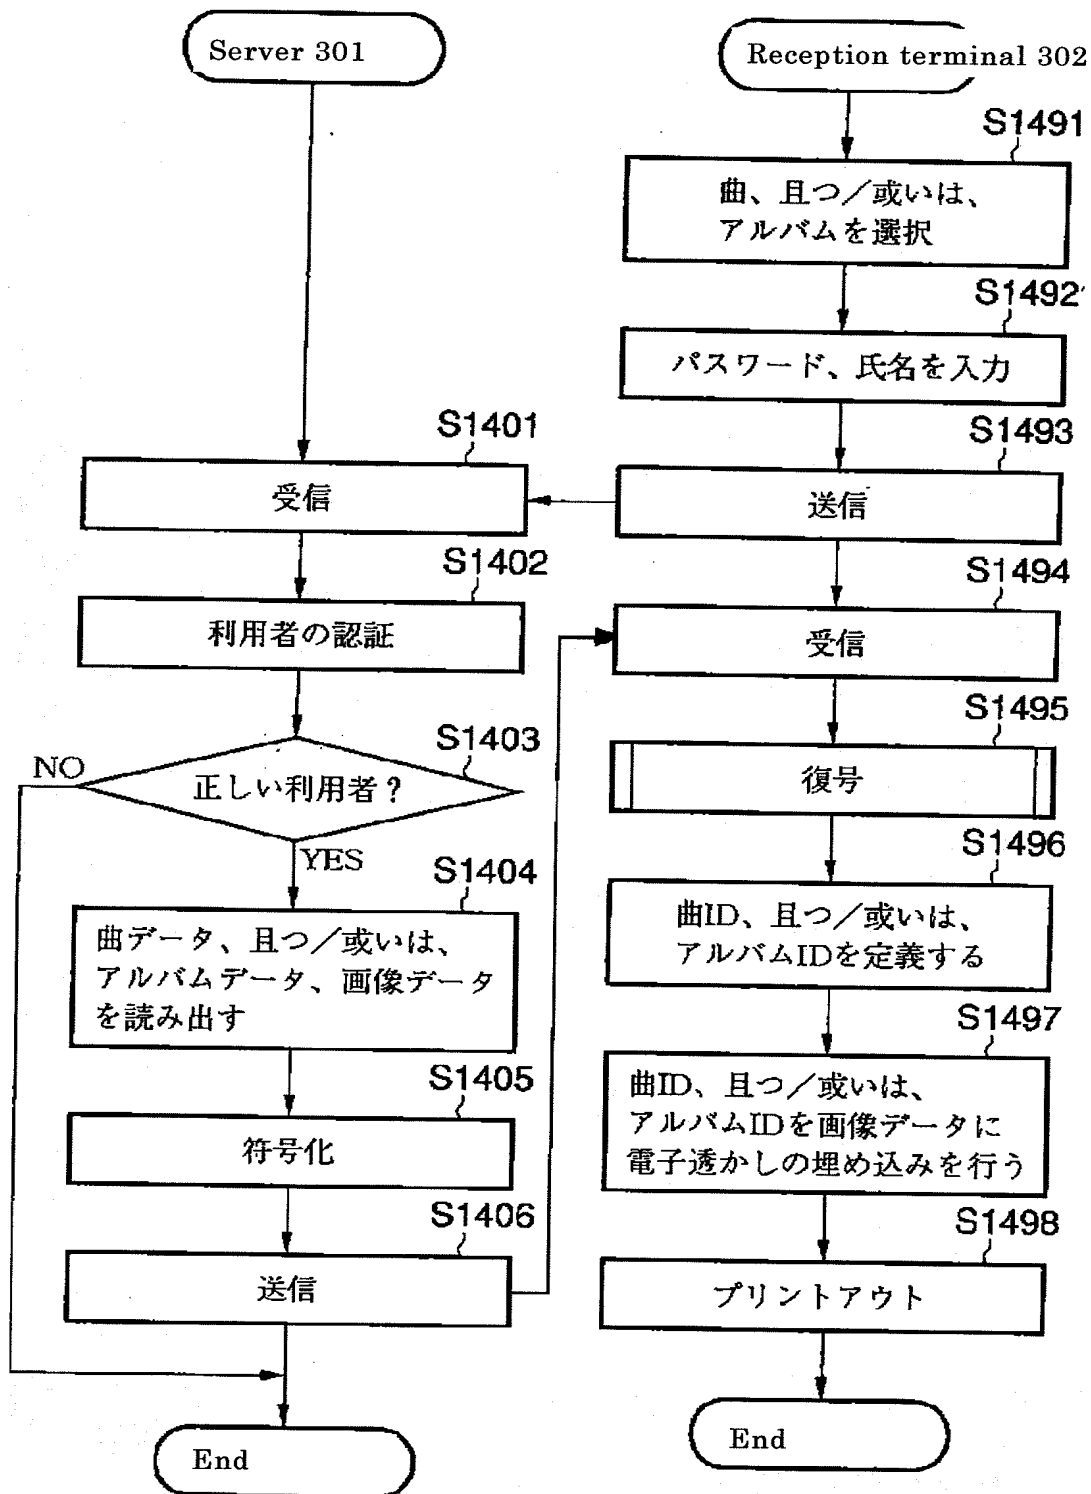 Server 301
Reception terminal 302
S1491
曲、且つ／或いは、
アルバムを選択
S1492
パスワード、氏名を入力
S1401
S1493
受信
送信
S1402
S1494
利用者の認証
受信
S1403
S1495
NO
正しい利用者？
復号
YES
S1404
S1496
曲データ、且つ／或いは、
アルバムデータ、画像データ
を読み出す
曲ID、且つ／或いは、
アルバムIDを定義する
S1405
S1497
符号化
曲ID、且つ／或いは、
アルバムIDを画像データに
電子透かしの埋め込みを行う
S1406
S1498
送信
プリントアウト
End
End